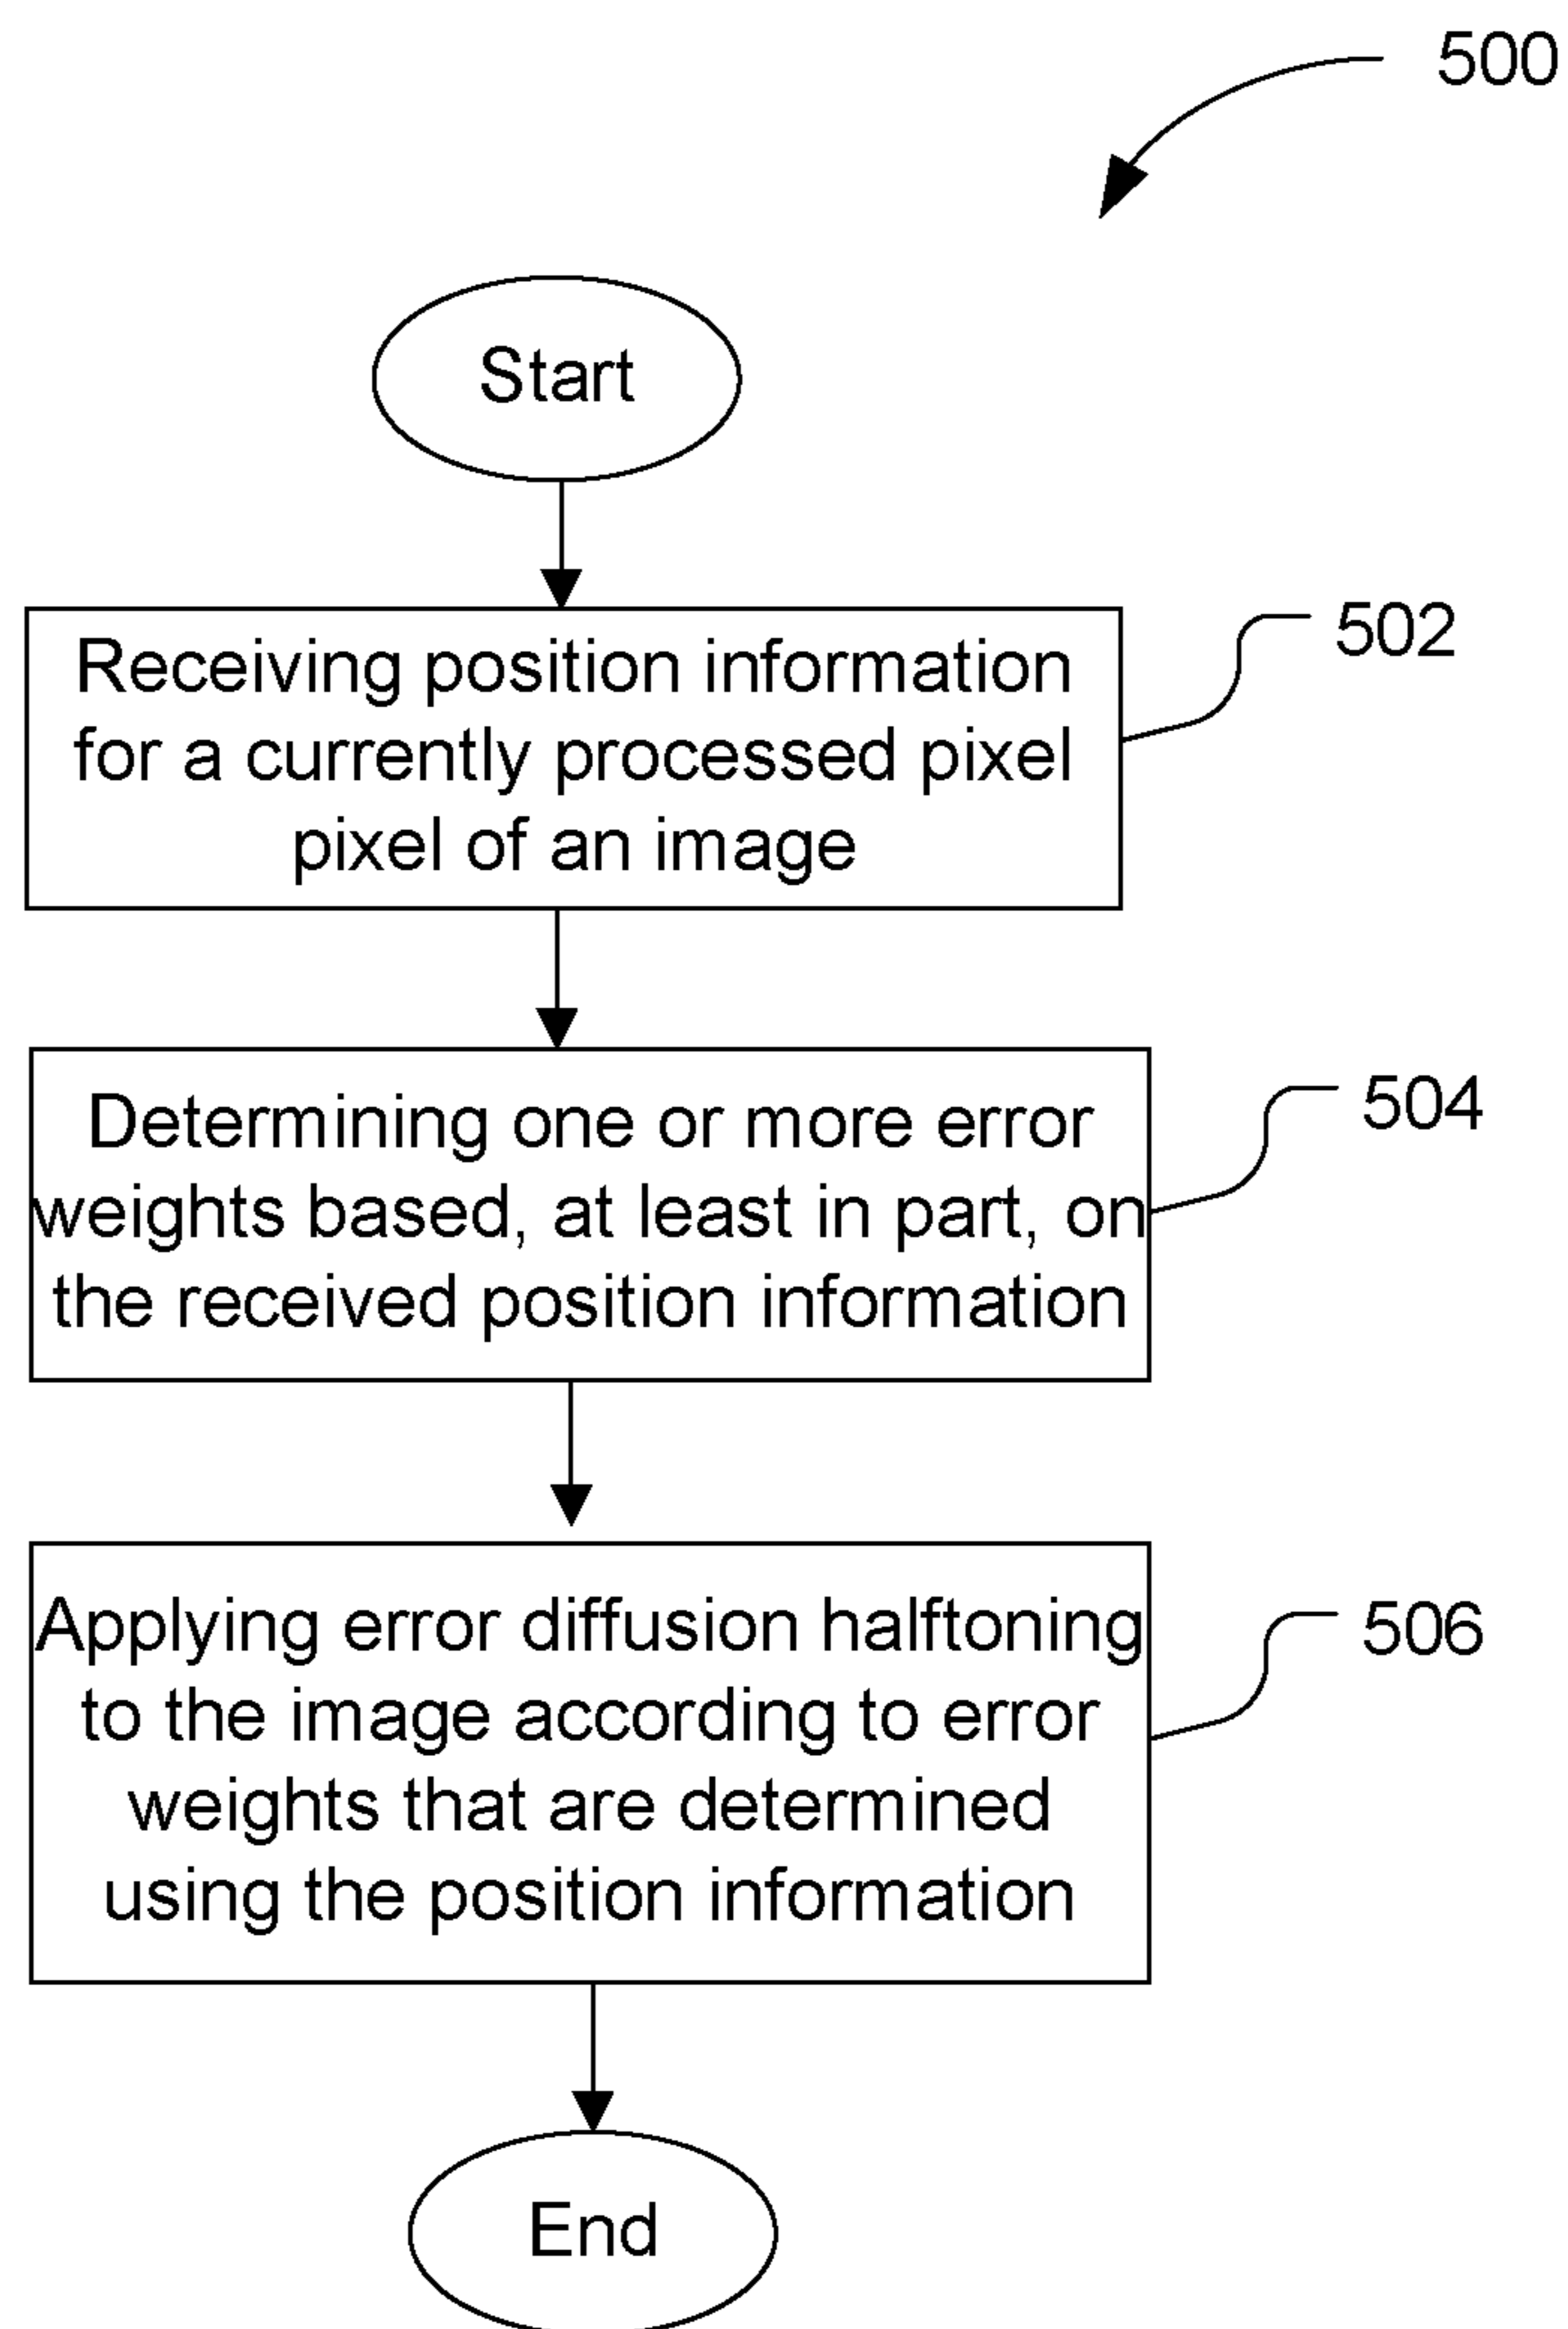 500
Start
Receiving position information
for a currently processed pixel
pixel of an image
502
Determining one or more error
weights based, at least in part, on
the received position information
504
Applying error diffusion halftoning
to the image according to error
weights that are determined
using the position information
506
End